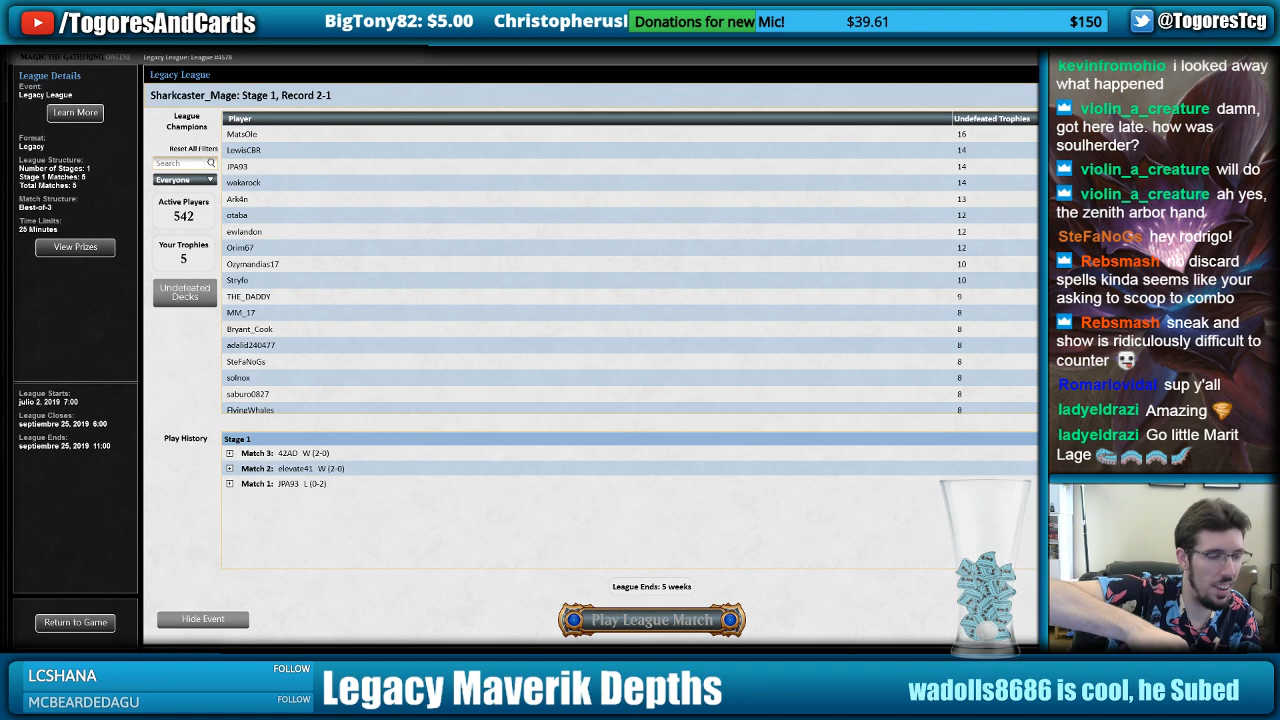 /TogoresAndCards
BigTony82: $5.00 Christopherusl
Donations for new Mic!
$39.61
$150
@TogoresTcg
MAGIC THE GATHERING ONLINE
Legacy League: League #4578
League Details
Event:
Legacy League
Learn More
Format:
Legacy
League Structure:
Number of Stages: 1
Stage 1 Matches: 5
Total Matches: 5
Match Structure:
Best-of-3
Time Limits:
25 Minutes
View Prizes
League Starts:
julio 2, 2019 7:00
League Closes:
septiembre 25, 2019 6:00
League Ends:
septiembre 25, 2019 11:00
Return to Game
Legacy League
Sharkcaster_Mage: Stage 1, Record 2-1
League
Champions
Reset All Filters
Search
Everyone
Active Players
542
Your Trophies
5
Undefeated
Decks
Player Undefeated Trophies
MatsOle 16
LewisCBR 14
JPA93 14
wakarock 14
Ark4n 13
otaba 12
ewlandon 12
Orim67 12
Ozymandias17 10
Stryfo 10
THE_DADDY 9
MM_17 8
Bryant_Cook 8
adalid240477 8
SteFaNoGs 8
solnox 8
saburo0827 8
FlyingWhales 8
Play History
Stage 1
Match 3: 42AD W (2-0)
Match 2: elevate41 W (2-0)
Match 1: JPA93 L (0-2)
League Ends: 5 weeks
Hide Event
Play League Match
kevinfromohio i looked away
what happened
violin_a_creature damn,
got here late. how was
soulherder?
violin_a_creature will do
violin_a_creature ah yes,
the zenith arbor hand
SteFaNoGs hey rodrigo!
Rebsmash no discard
spells kinda seems like your
asking to scoop to combo
Rebsmash sneak and
show is ridiculously difficult to
counter
Romariovidal sup y'all
ladyeldrazi Amazing
ladyeldrazi Go little Marit
Lage
LCSHANA FOLLOW
MCBEARDEDAGU FOLLOW
Legacy Maverik Depths
wadolls8686 is cool, he Subed